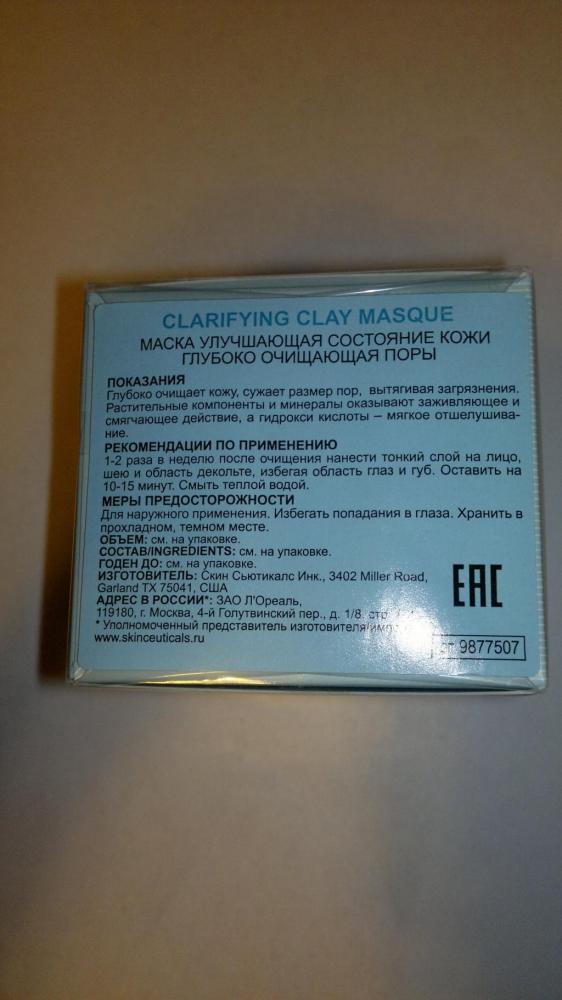 CLARIFYING CLAY MASQUE
МАСКА УЛУЧШАЮЩАЯ СОСТОЯНИЕ КОЖИ
ГЛУБОКО ОЧИЩАЮЩАЯ ПОРЫ
ПОКАЗАНИЯ
Глубоко очищает кожу, сужает размер пор, вытягивая загрязнения.
Растительные компоненты и минералы оказывают заживляющее и
смягчающее действие, а гидрокси кислоты – мягкое отшелушива-
ние.
РЕКОМЕНДАЦИИ ПО ПРИМЕНЕНИЮ
1-2 раза в неделю после очищения нанести тонкий слой на лицо,
шею и область декольте, избегая область глаз и губ. Оставить на
10-15 минут. Смыть теплой водой.
МЕРЫ ПРЕДОСТОРОЖНОСТИ
Для наружного применения. Избегать попадания в глаза. Хранить в
прохладном, темном месте.
ОБЪЕМ: см. на упаковке.
СОСТАВ/INGREDIENTS: см. на упаковке.
ГОДЕН ДО: см. на упаковке.
ИЗГОТОВИТЕЛЬ: Скин Сьютикалс Инк., 3402 Miller Road,
Garland TX 75041, США
АДРЕС В РОССИИ*: ЗАО Л'Ореаль,
119180, г. Москва, 4-й Голутвинский пер., д. 1/8. стр.
* Уполномоченный представитель изготовителя/
www.skinceuticals.ru
EAC
9877507